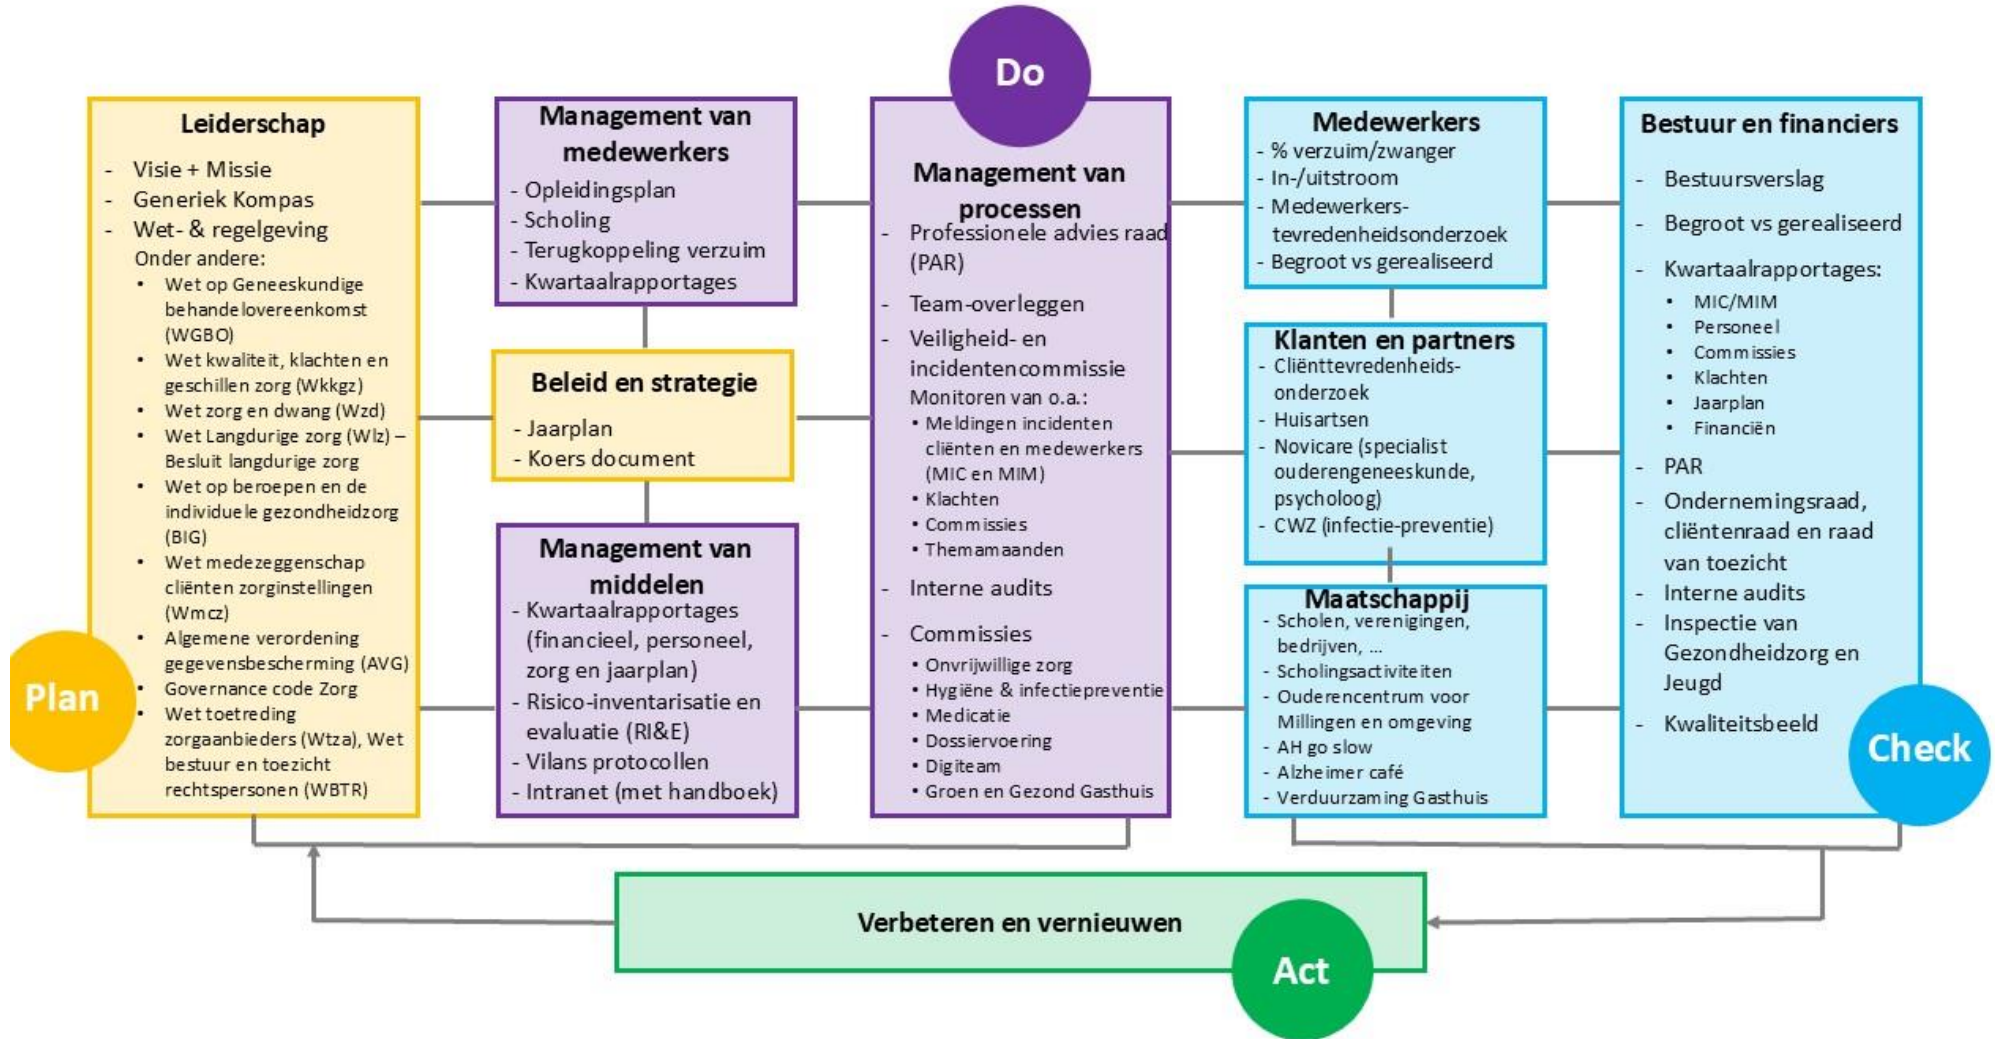 Do
Leiderschap
- Visie + Missie
- Generiek Kompas
- Wet- & regelgeving
Onder andere:
• Wet op Geneeskundige
behandelovereenkomst
(WGBO)
• Wet kwaliteit, klachten en
geschillen zorg (Wkkgz)
• Wet zorg en dwang (Wzd)
• Wet Langdurige zorg (Wlz) –
Besluit langdurige zorg
• Wet op beroepen en de
individuele gezondheidzorg
(BIG)
• Wet medezeggenschap
cliënten zorginstellingen
(Wmcz)
• Algemene verordening
gegevensbescherming (AVG)
• Governance code Zorg
• Wet toetreding
zorgaanbieders (Wtza), Wet
bestuur en toezicht
rechtspersonen (WBTR)
Plan
Management van
medewerkers
- Opleidingsplan
- Scholing
- Terugkoppeling verzuim
- Kwartaalrapportages
Beleid en strategie
- Jaarplan
- Koers document
Management van
middelen
- Kwartaalrapportages
(financieel, personeel,
zorg en jaarplan)
- Risico-inventarisatie en
evaluatie (RI&E)
- Vilans protocollen
- Intranet (met handboek)
Management van
processen
- Professionele advies raad
(PAR)
- Team-overleggen
- Veiligheid- en
incidentencommissie
Monitoren van o.a.:
• Meldingen incidenten
cliënten en medewerkers
(MIC en MIM)
• Klachten
• Commissies
• Themamaanden
- Interne audits
- Commissies
• Onvrijwillige zorg
• Hygiëne & infectiepreventie
• Medicatie
• Dossiervoering
• Digiteam
• Groen en Gezond Gasthuis
Medewerkers
- % verzuim/zwanger
- In-/uitstroom
- Medewerkers-
tevredenheidsonderzoek
- Begroot vs gerealiseerd
Klanten en partners
- Cliënttevredenheids-
onderzoek
- Huisartsen
- Novicare (specialist
ouderengeneeskunde,
psycholoog)
- CWZ (infectie-preventie)
Maatschappij
- Scholen, verenigingen,
bedrijven, ...
- Scholingsactiviteiten
- Ouderencentrum voor
Millingen en omgeving
- AH go slow
- Alzheimer café
- Verduurzaming Gasthuis
Bestuur en financiers
- Bestuursverslag
- Begroot vs gerealiseerd
- Kwartaalrapportages:
• MIC/MIM
• Personeel
• Commissies
• Klachten
• Jaarplan
• Financiën
- PAR
- Ondernemingsraad,
cliëntenraad en raad
van toezicht
- Interne audits
- Inspectie van
Gezondheidzorg en
Jeugd
- Kwaliteitsbeeld
Check
Verbeteren en vernieuwen
Act